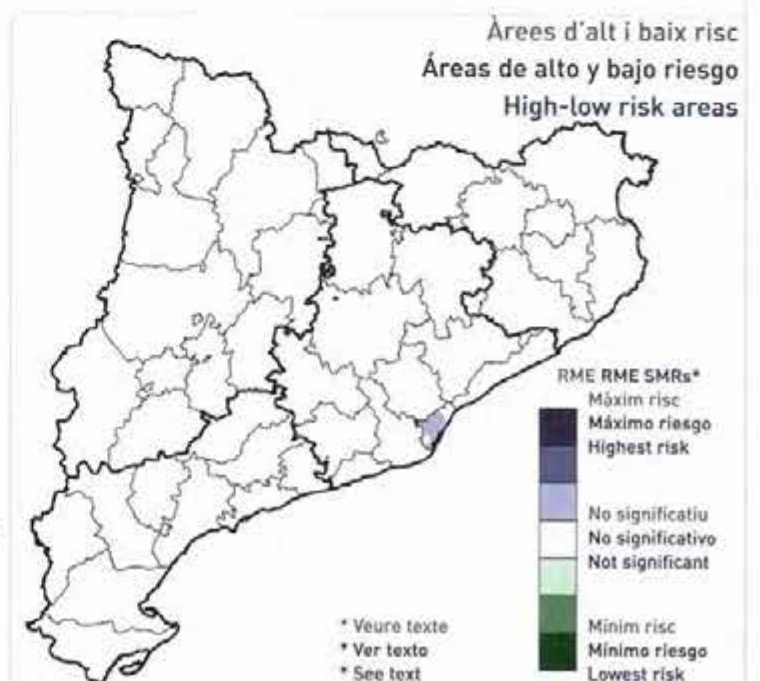 Àrees d'alt i baix risc
Áreas de alto y bajo riesgo
High-low risk areas
RME RME SMRs*
Màxim risc
Máximo riesgo
Highest risk
No significatiu
No significativo
Not significant
Mínim risc
Mínimo riesgo
Lowest risk
* Veure texte
* Ver texto
* See text